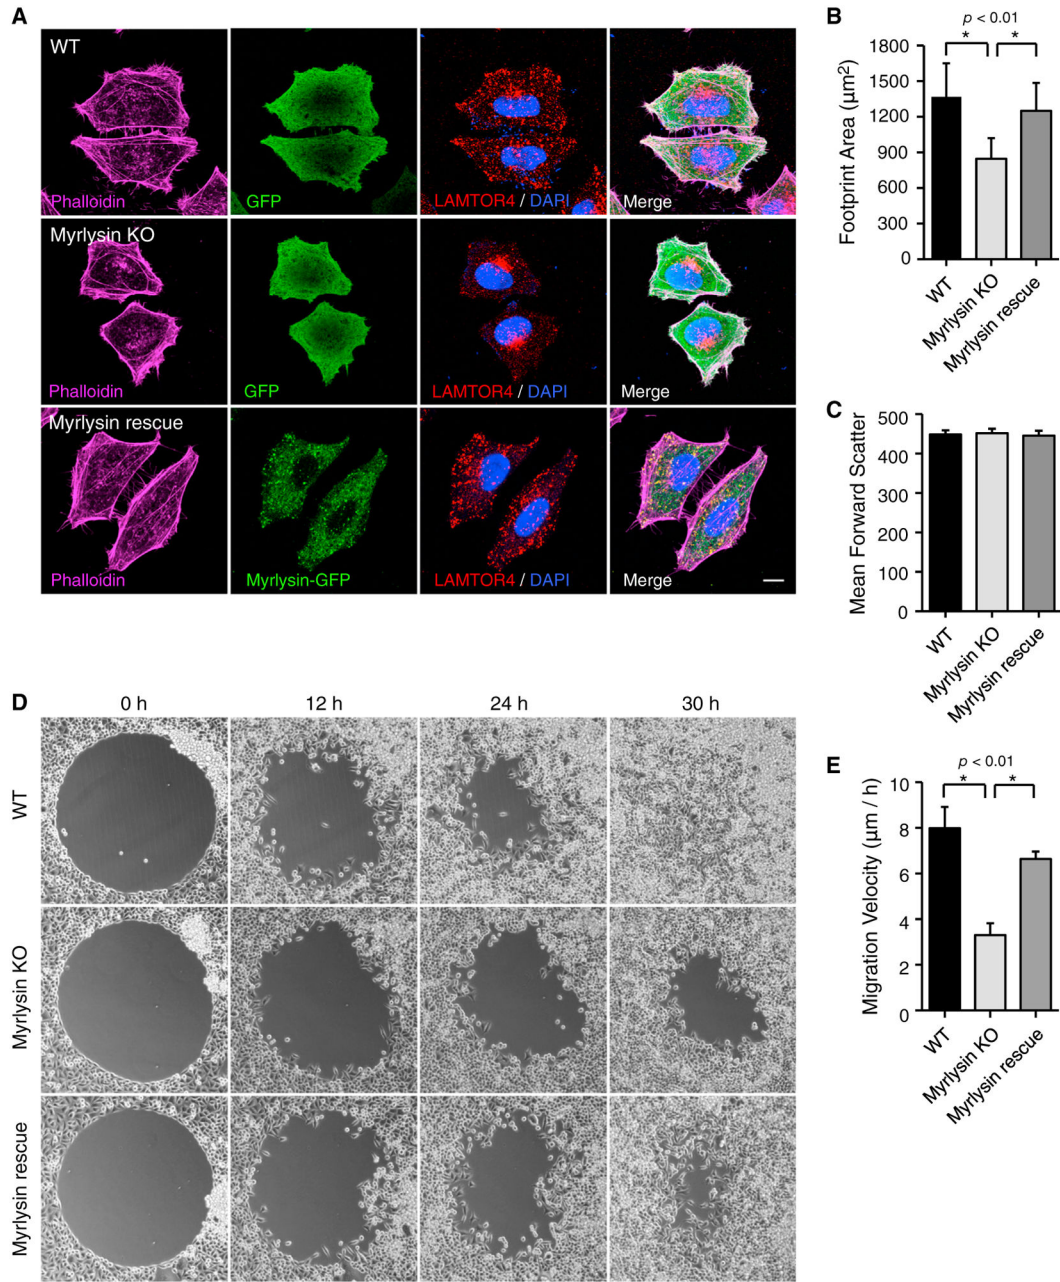 A
WT
Phalloidin
GFP
LAMTOR4 / DAPI
Merge
Myrlysin KO
Phalloidin
GFP
LAMTOR4 / DAPI
Merge
Myrlysin rescue
Phalloidin
Myrlysin-GFP
LAMTOR4 / DAPI
Merge
B
p < 0.01
* *
Footprint Area (µm²)
1800
1500
1200
900
600
300
0
WT
Myrlysin KO
Myrlysin rescue
C
Mean Forward Scatter
500
400
300
200
100
0
WT
Myrlysin KO
Myrlysin rescue
D
0 h 12 h 24 h 30 h
WT
Myrlysin KO
Myrlysin rescue
E
p < 0.01
* *
Migration Velocity (µm / h)
10
8
6
4
2
0
WT
Myrlysin KO
Myrlysin rescue